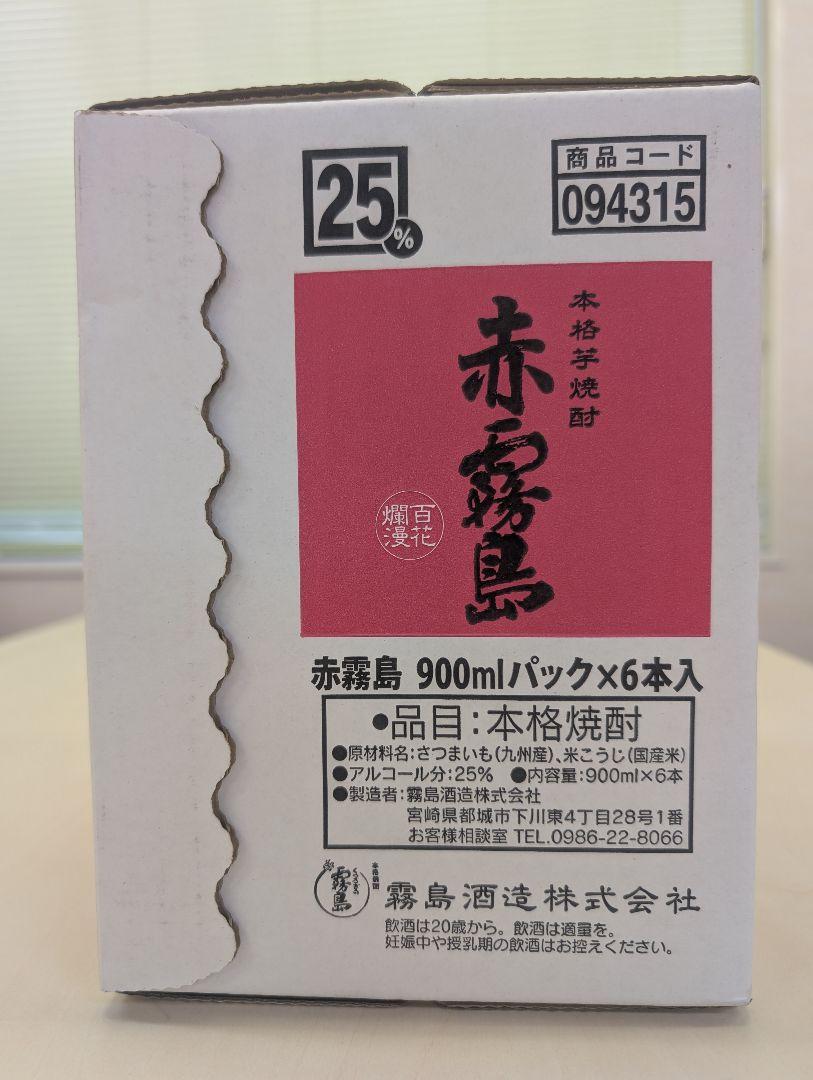 25%
商品コード
094315
本格芋焼酎
赤霧島
百花
爛漫
赤霧島 900mlパック×6本入
●品目:本格焼酎
●原材料名:さつまいも(九州産)、米こうじ(国産米)
●アルコール分:25% ●内容量:900ml×6本
●製造者:霧島酒造株式会社
宮崎県都城市下川東4丁目28号1番
お客様相談室 TEL.0986-22-8066
本格焼酎
霧島
霧島酒造株式会社
飲酒は20歳から。飲酒は適量を。
妊娠中や授乳期の飲酒はお控えください。